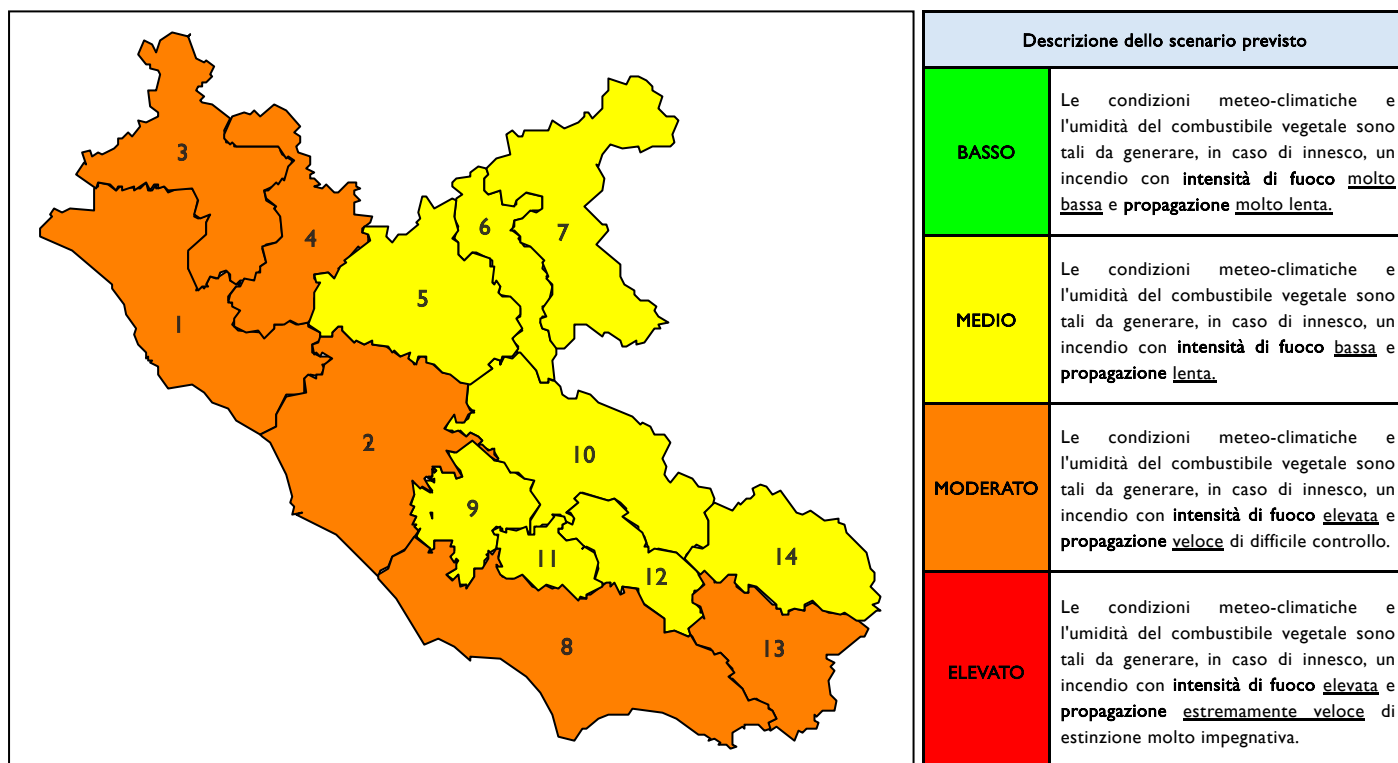 3
4
6
7
5
1
2
10
9
11
12
14
8
13
Descrizione dello scenario previsto
BASSO
Le condizioni meteo-climatiche e
l'umidità del combustibile vegetale sono
tali da generare, in caso di innesco, un
incendio con intensità di fuoco molto
bassa e propagazione molto lenta.
MEDIO
Le condizioni meteo-climatiche e
l'umidità del combustibile vegetale sono
tali da generare, in caso di innesco, un
incendio con intensità di fuoco bassa e
propagazione lenta.
MODERATO
Le condizioni meteo-climatiche e
l'umidità del combustibile vegetale sono
tali da generare, in caso di innesco, un
incendio con intensità di fuoco elevata e
propagazione veloce di difficile controllo.
ELEVATO
Le condizioni meteo-climatiche e
l'umidità del combustibile vegetale sono
tali da generare, in caso di innesco, un
incendio con intensità di fuoco elevata e
propagazione estremamente veloce di
estinzione molto impegnativa.